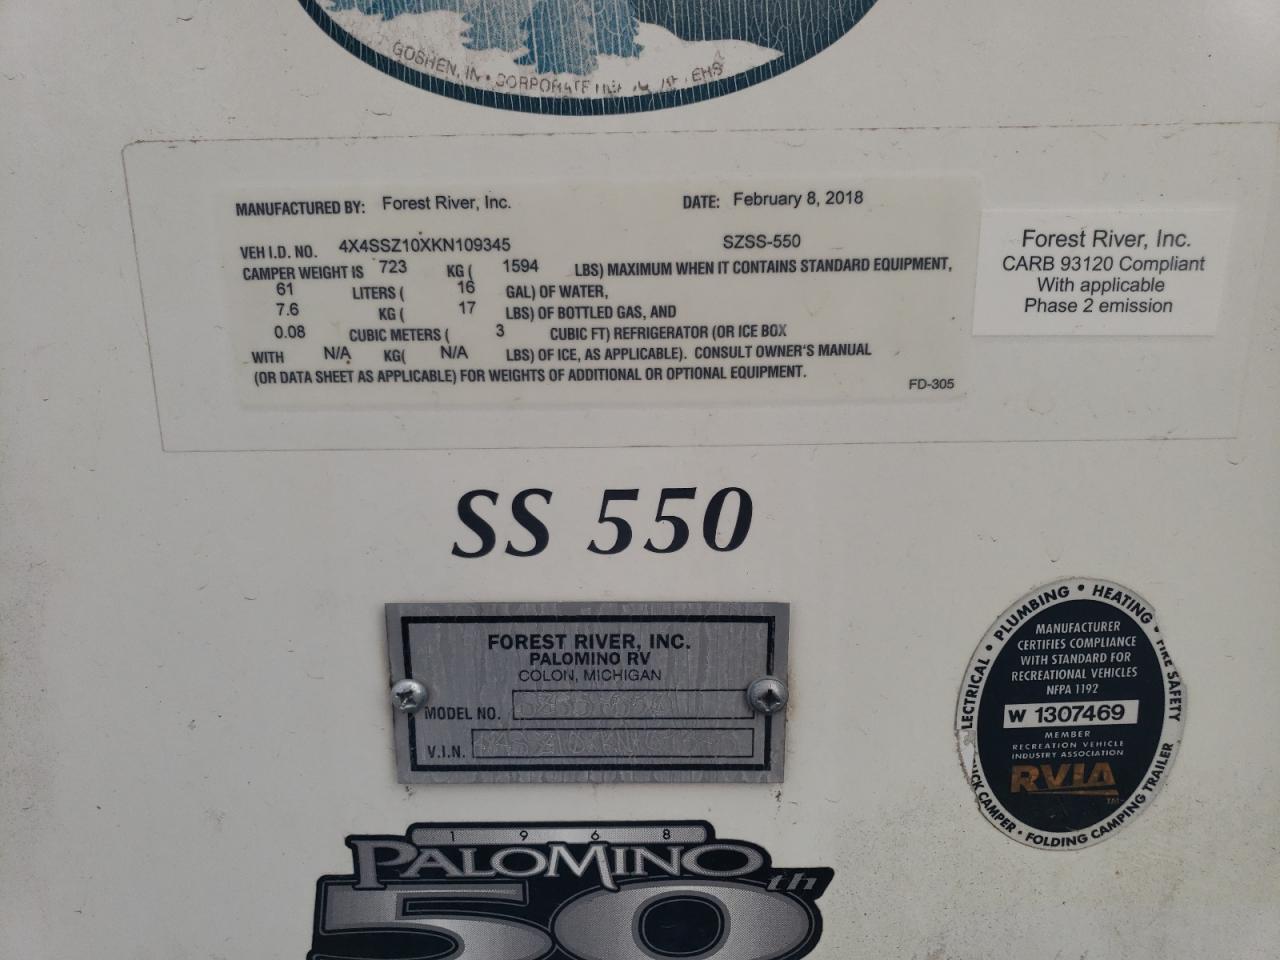 GOSHEN, IN • CORPORATE
MANUFACTURED BY: Forest River, Inc. DATE: February 8, 2018
VEH I.D. NO. 4X4SSZ10XKN109345 SZSS-550
CAMPER WEIGHT IS 723 KG ( 1594 LBS) MAXIMUM WHEN IT CONTAINS STANDARD EQUIPMENT,
61 LITERS ( 16 GAL) OF WATER,
7.6 KG ( 17 LBS) OF BOTTLED GAS, AND
0.08 CUBIC METERS ( 3 CUBIC FT) REFRIGERATOR (OR ICE BOX
WITH N/A KG( N/A LBS) OF ICE, AS APPLICABLE). CONSULT OWNER'S MANUAL
(OR DATA SHEET AS APPLICABLE) FOR WEIGHTS OF ADDITIONAL OR OPTIONAL EQUIPMENT.
FD-305
Forest River, Inc.
CARB 93120 Compliant
With applicable
Phase 2 emission
SS 550
FOREST RIVER, INC.
PALOMINO RV
COLON, MICHIGAN
MODEL NO.
V.I.N.
LECTRICAL • PLUMBING • HEATING • FIRE SAFETY
MANUFACTURER
CERTIFIES COMPLIANCE
WITH STANDARD FOR
RECREATIONAL VEHICLES
NFPA 1192
W 1307469
MEMBER
RECREATION VEHICLE
INDUSTRY ASSOCIATION
RVIA TM
UCK CAMPER • FOLDING CAMPING TRAILER
1968
PALOMINO
50th